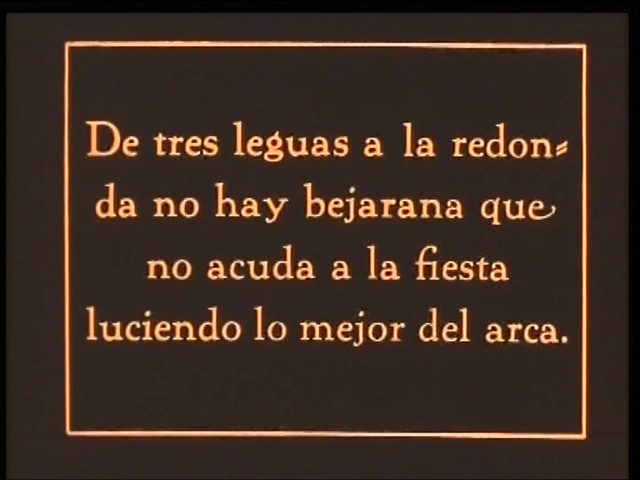 De tres leguas a la redon=
da no hay bejarana que
no acuda a la fiesta
luciendo lo mejor del arca.